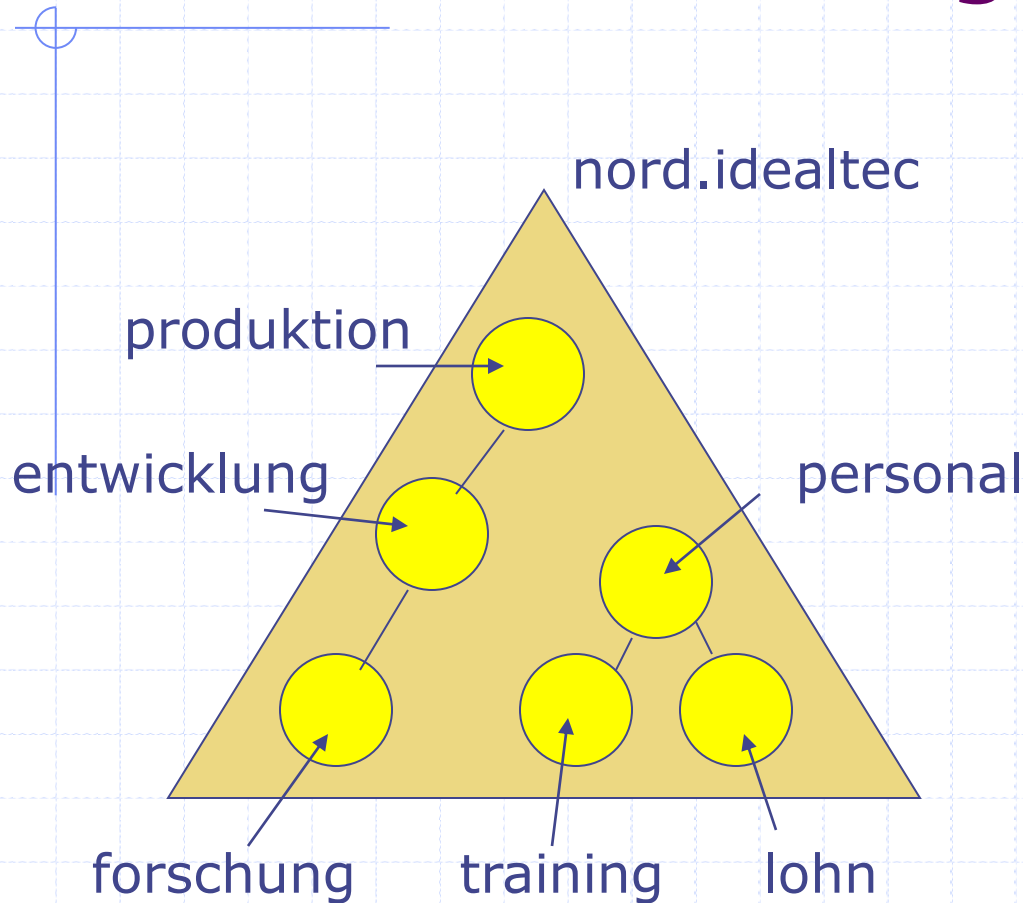 nord.idealtec
produktion
entwicklung
personal
forschung
training
lohn